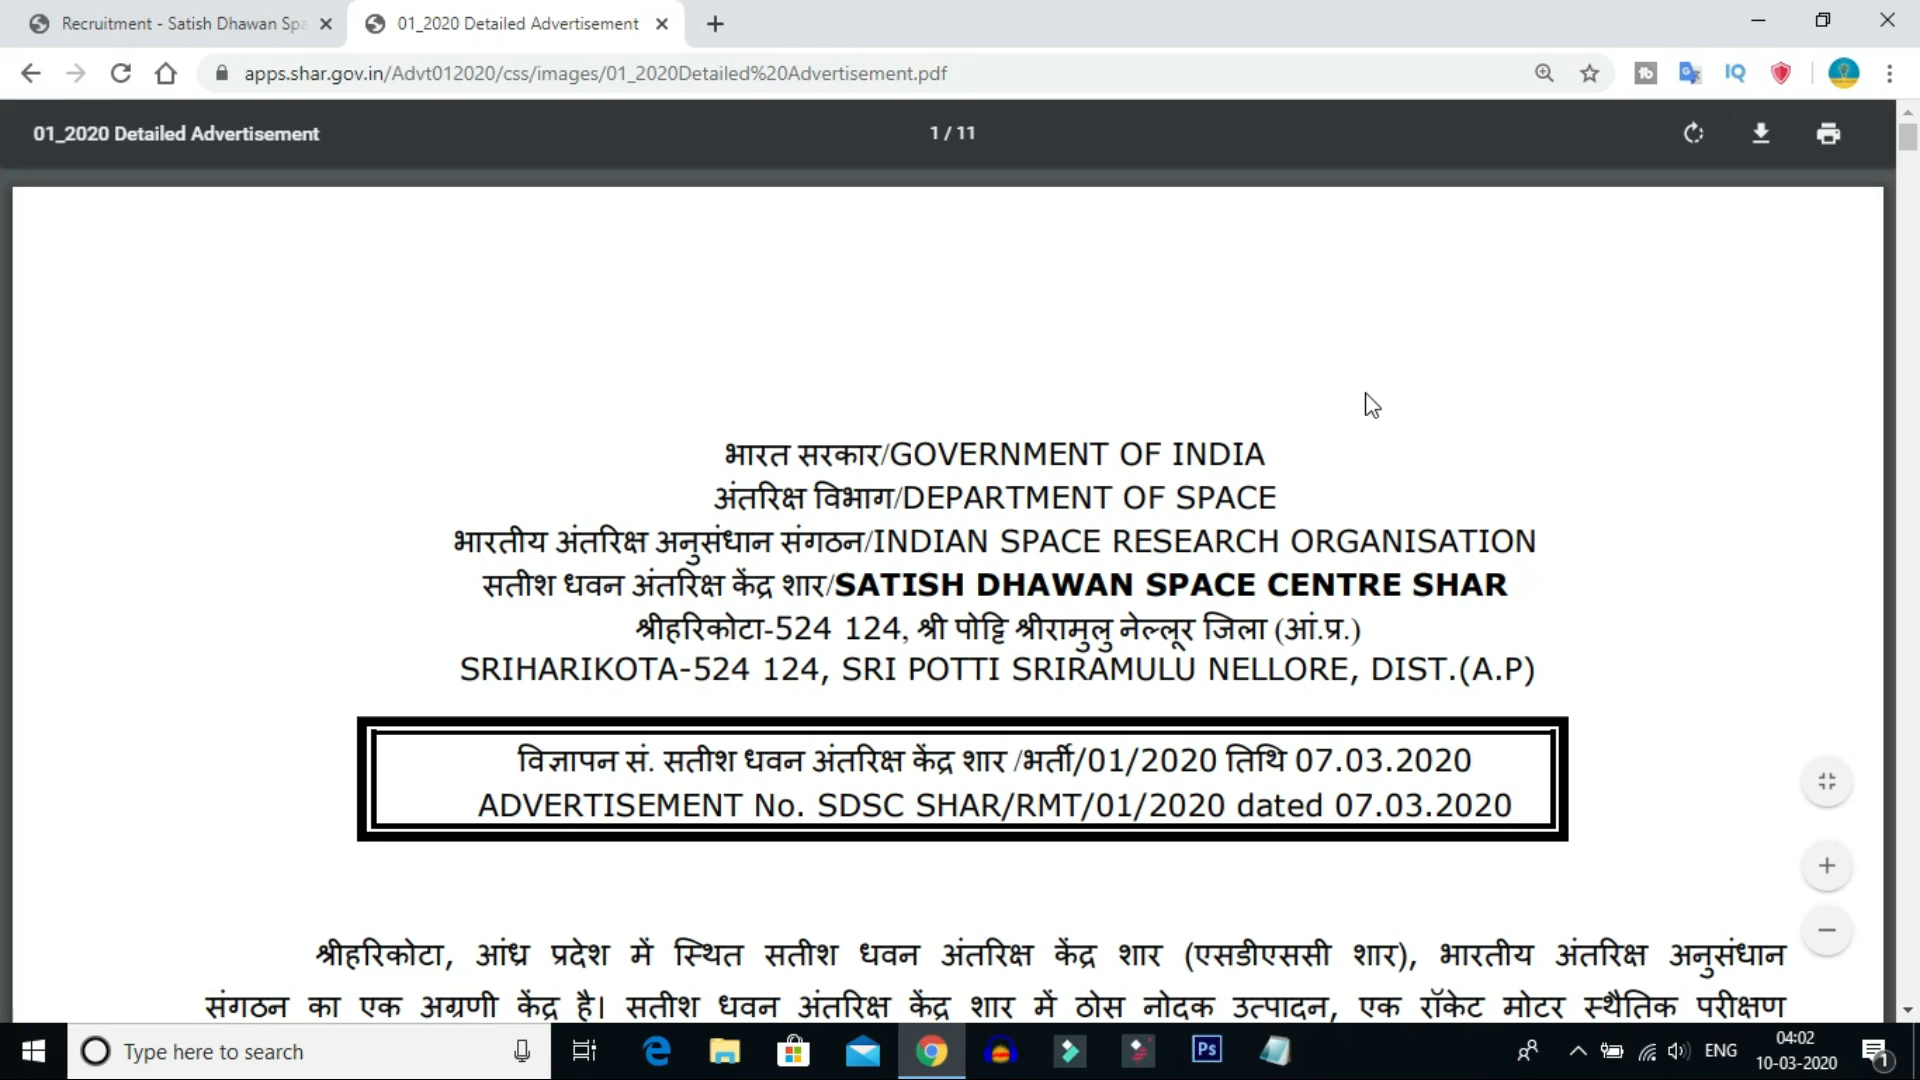 Recruitment - Satish Dhawan Spa
01_2020 Detailed Advertisement
apps.shar.gov.in/Advt012020/css/images/01_2020Detailed%20Advertisement.pdf
IQ
01_2020 Detailed Advertisement
1 / 11
भारत सरकार/GOVERNMENT OF INDIA
अंतरिक्ष विभाग/DEPARTMENT OF SPACE
भारतीय अंतरिक्ष अनुसंधान संगठन/INDIAN SPACE RESEARCH ORGANISATION
सतीश धवन अंतरिक्ष केंद्र शार/SATISH DHAWAN SPACE CENTRE SHAR
श्रीहरिकोटा-524 124, श्री पोट्टि श्रीरामुलु नेल्लूर जिला (आं.प्र.)
SRIHARIKOTA-524 124, SRI POTTI SRIRAMULU NELLORE, DIST.(A.P)
विज्ञापन सं. सतीश धवन अंतरिक्ष केंद्र शार /भर्ती/01/2020 तिथि 07.03.2020
ADVERTISEMENT No. SDSC SHAR/RMT/01/2020 dated 07.03.2020
श्रीहरिकोटा, आंध्र प्रदेश में स्थित सतीश धवन अंतरिक्ष केंद्र शार (एसडीएससी शार), भारतीय अंतरिक्ष अनुसंधान
संगठन का एक अग्रणी केंद्र है। सतीश धवन अंतरिक्ष केंद्र शार में ठोस नोदक उत्पादन, एक रॉकेट मोटर स्थैतिक परीक्षण
Type here to search
Ps
ENG
04:02
10-03-2020
1